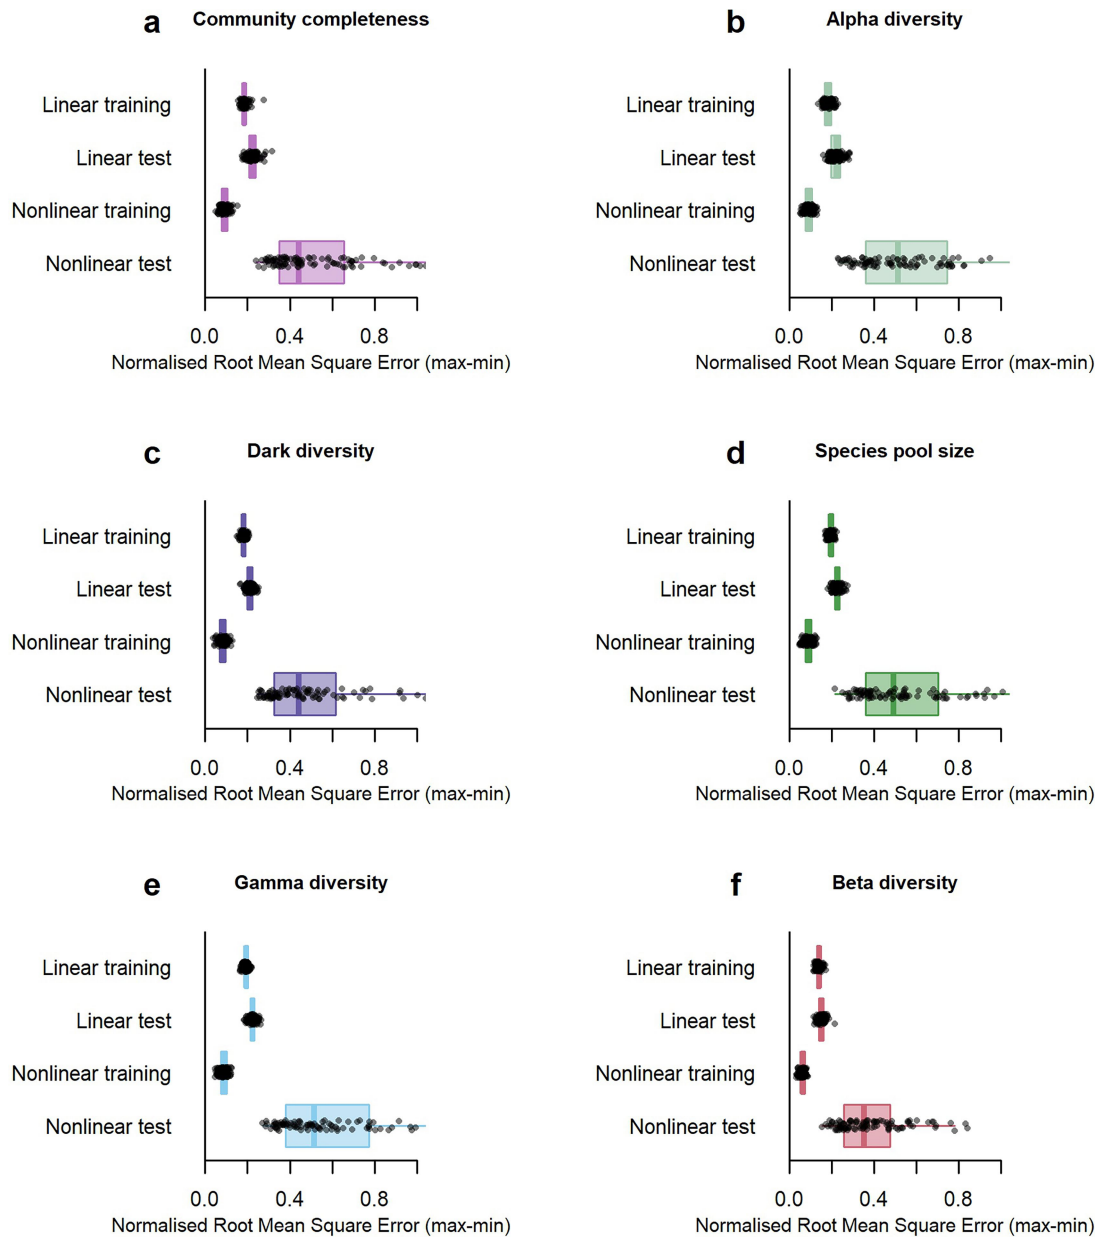 a Community completeness
Linear training
Linear test
Nonlinear training
Nonlinear test
0.0 0.4 0.8
Normalised Root Mean Square Error (max-min)
b Alpha diversity
Linear training
Linear test
Nonlinear training
Nonlinear test
0.0 0.4 0.8
Normalised Root Mean Square Error (max-min)
c Dark diversity
Linear training
Linear test
Nonlinear training
Nonlinear test
0.0 0.4 0.8
Normalised Root Mean Square Error (max-min)
d Species pool size
Linear training
Linear test
Nonlinear training
Nonlinear test
0.0 0.4 0.8
Normalised Root Mean Square Error (max-min)
e Gamma diversity
Linear training
Linear test
Nonlinear training
Nonlinear test
0.0 0.4 0.8
Normalised Root Mean Square Error (max-min)
f Beta diversity
Linear training
Linear test
Nonlinear training
Nonlinear test
0.0 0.4 0.8
Normalised Root Mean Square Error (max-min)